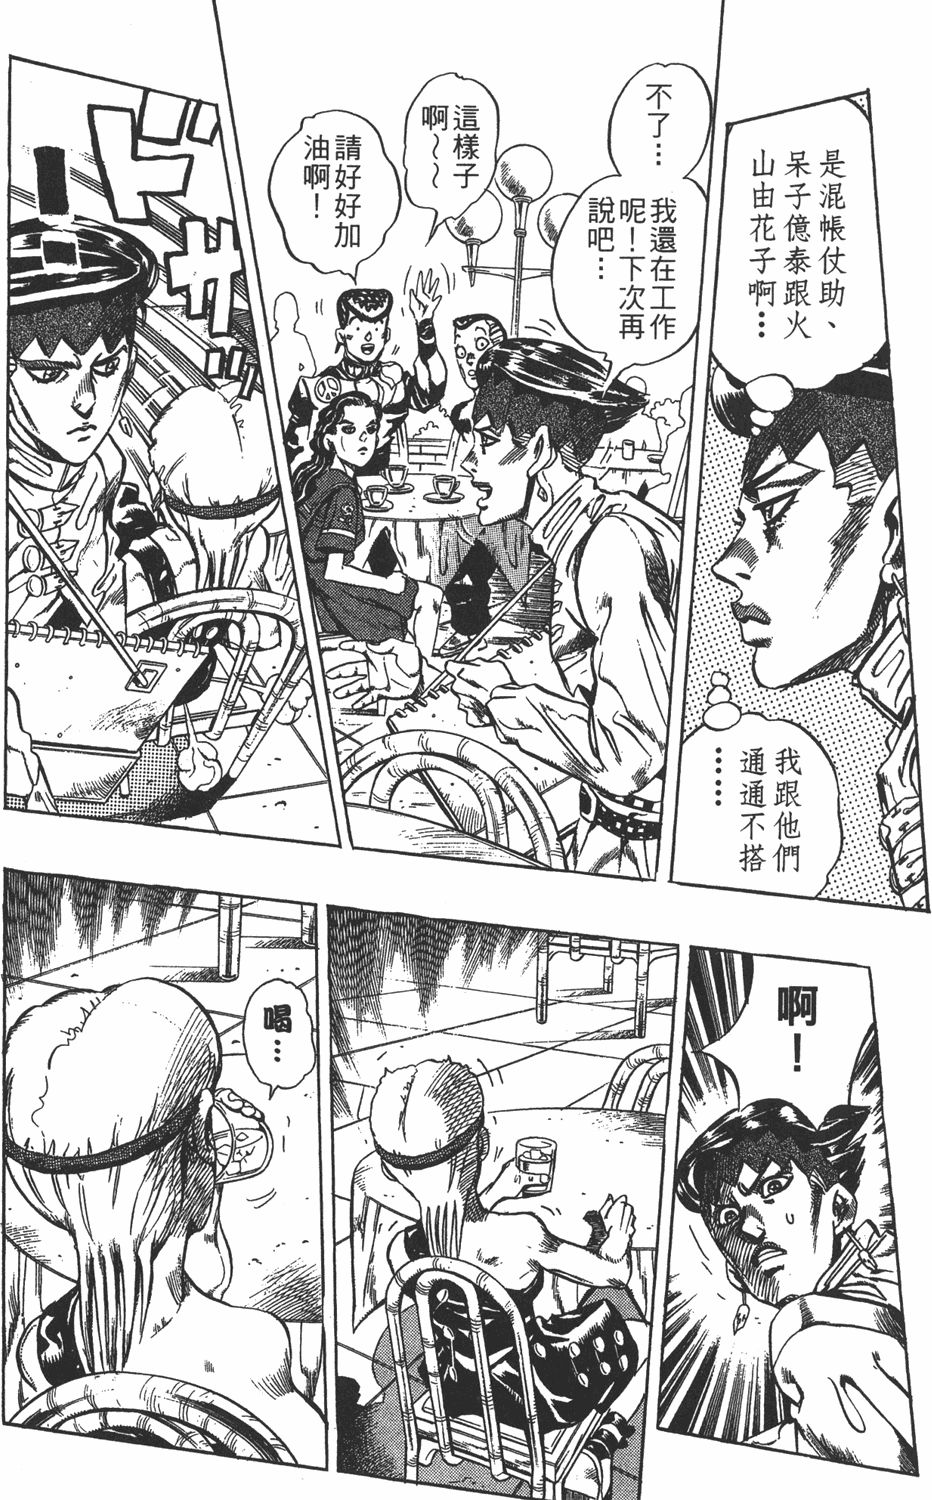 是混帳仗助、
呆子億泰跟火
山由花子啊…
我跟他們
通通不搭
……
不了…
我還在工作
呢！下次再
說吧…
這樣子
啊～～
請好好加
油啊！
ドドザッ
啊！
喝…